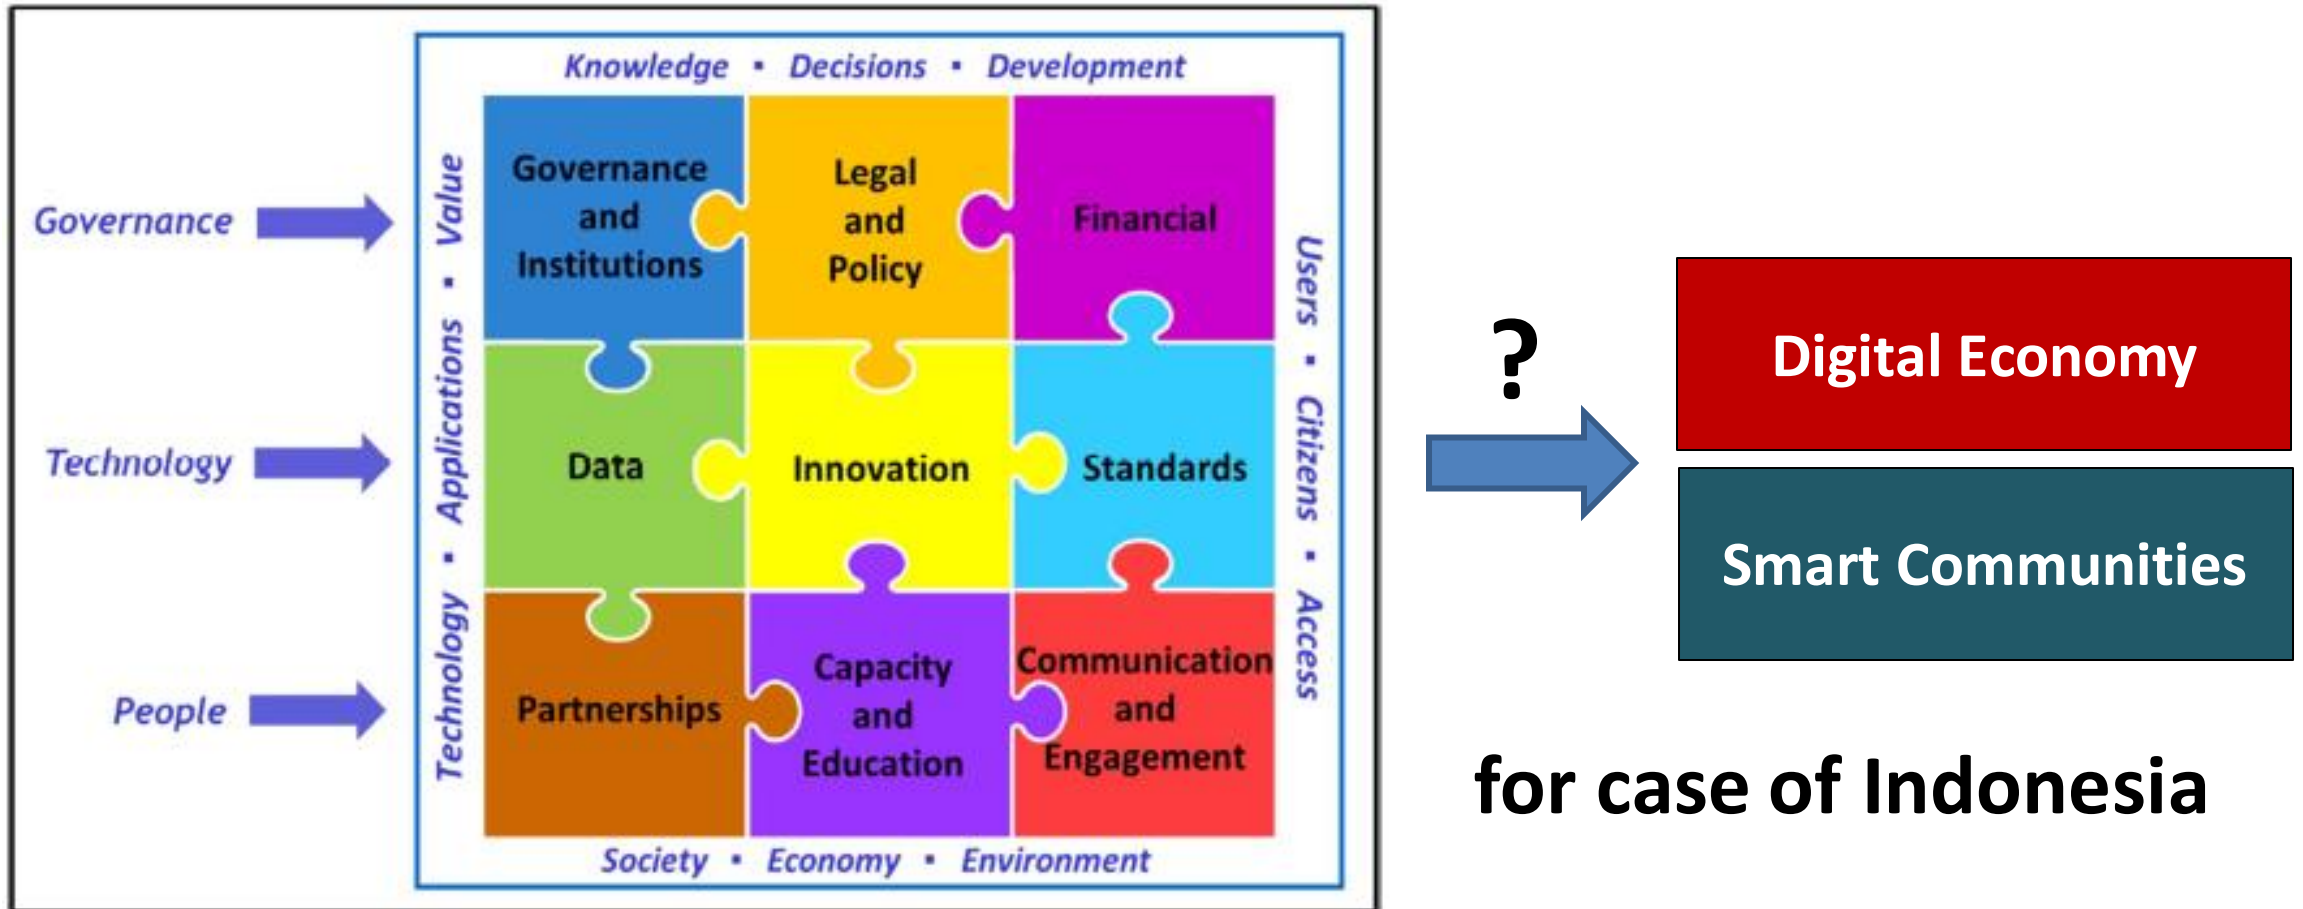 Knowledge ▪ Decisions ▪ Development
Governance
Technology
People
Technology ▪ Applications ▪ Value
Governance
and
Institutions
Legal
and
Policy
Financial
Data
Innovation
Standards
Partnerships
Capacity
and
Education
Communication
and
Engagement
Users ▪ Citizens ▪ Access
Society ▪ Economy ▪ Environment
?
Digital Economy
Smart Communities
for case of Indonesia